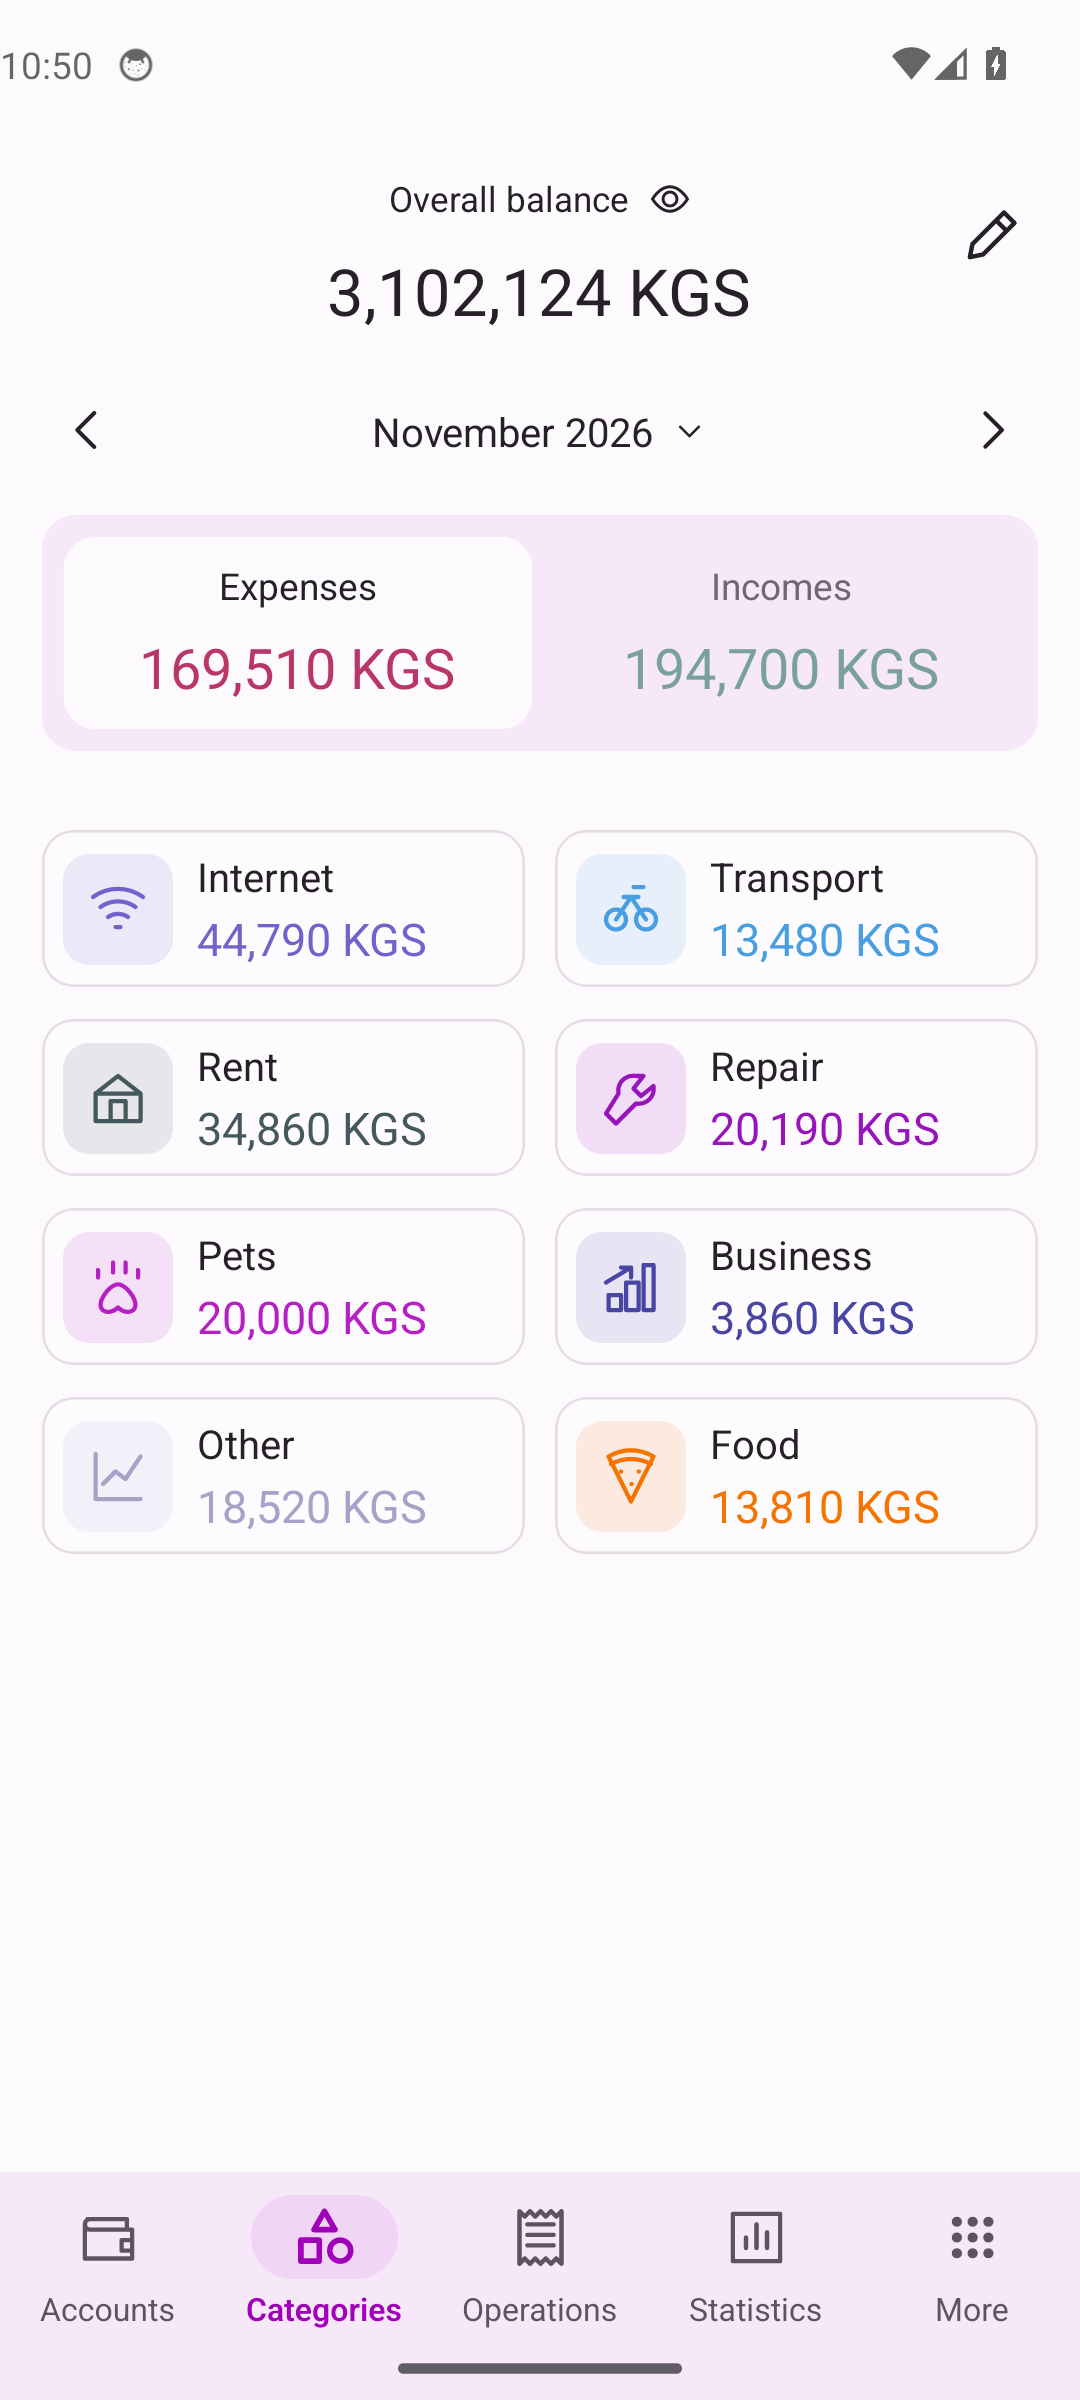 10:50
Overall balance
3,102,124 KGS
November 2026
Expenses
169,510 KGS
Incomes
194,700 KGS
Internet
44,790 KGS
Transport
13,480 KGS
Rent
34,860 KGS
Repair
20,190 KGS
Pets
20,000 KGS
Business
3,860 KGS
Other
18,520 KGS
Food
13,810 KGS
Accounts
Categories
Operations
Statistics
More